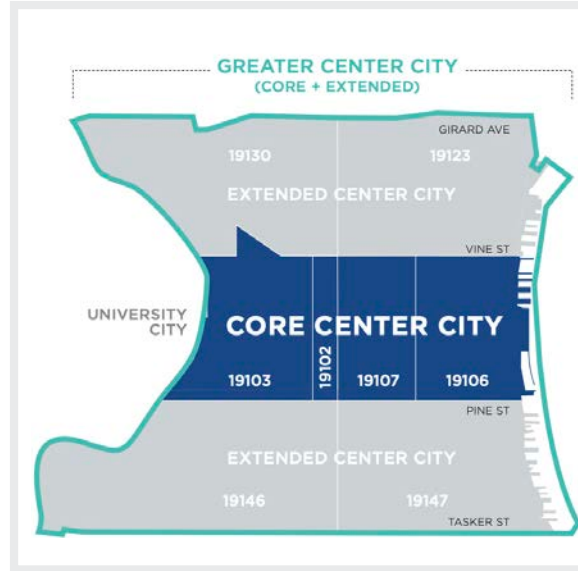 GREATER CENTER CITY
(CORE + EXTENDED)
GIRARD AVE
19130
19123
EXTENDED CENTER CITY
VINE ST
UNIVERSITY
CITY
CORE CENTER CITY
19103
19102
19107
19106
PINE ST
EXTENDED CENTER CITY
19146
19147
TASKER ST